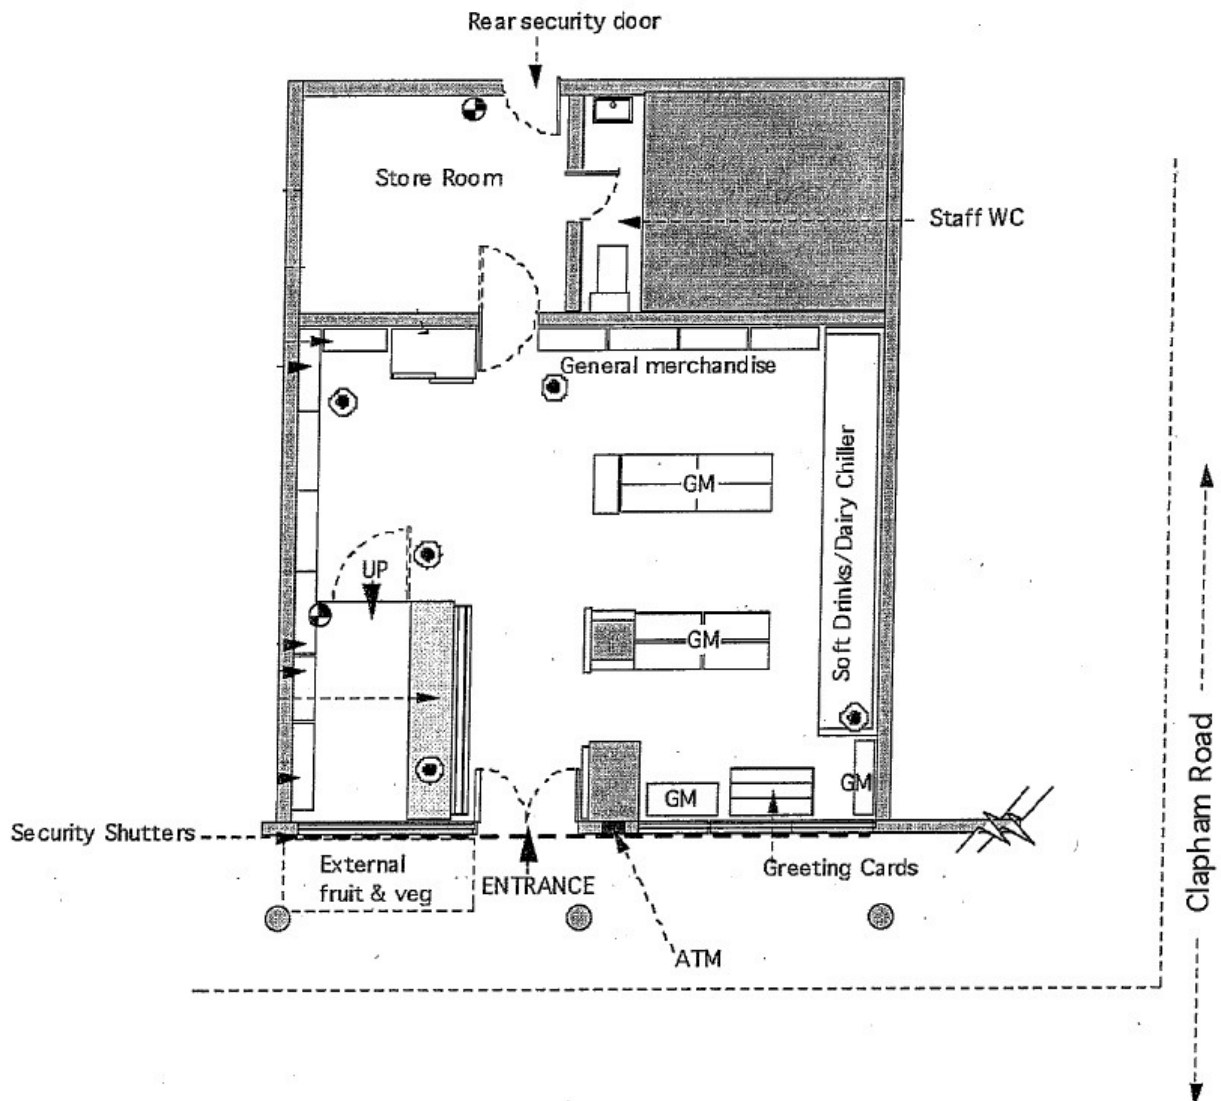 Rear security door
Store Room
Staff WC
General merchandise
GM
Soft Drinks/Dairy Chiller
UP
GM
Clapham Road
GM
GM
Security Shutters
External
fruit & veg
ENTRANCE
Greeting Cards
ATM